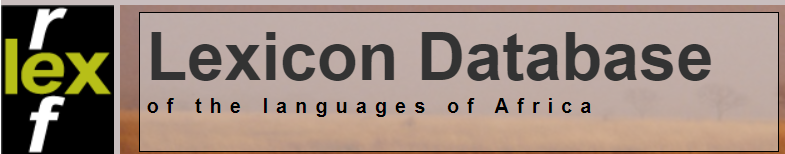 r
lex
f
Lexicon Database
of the languages of Africa